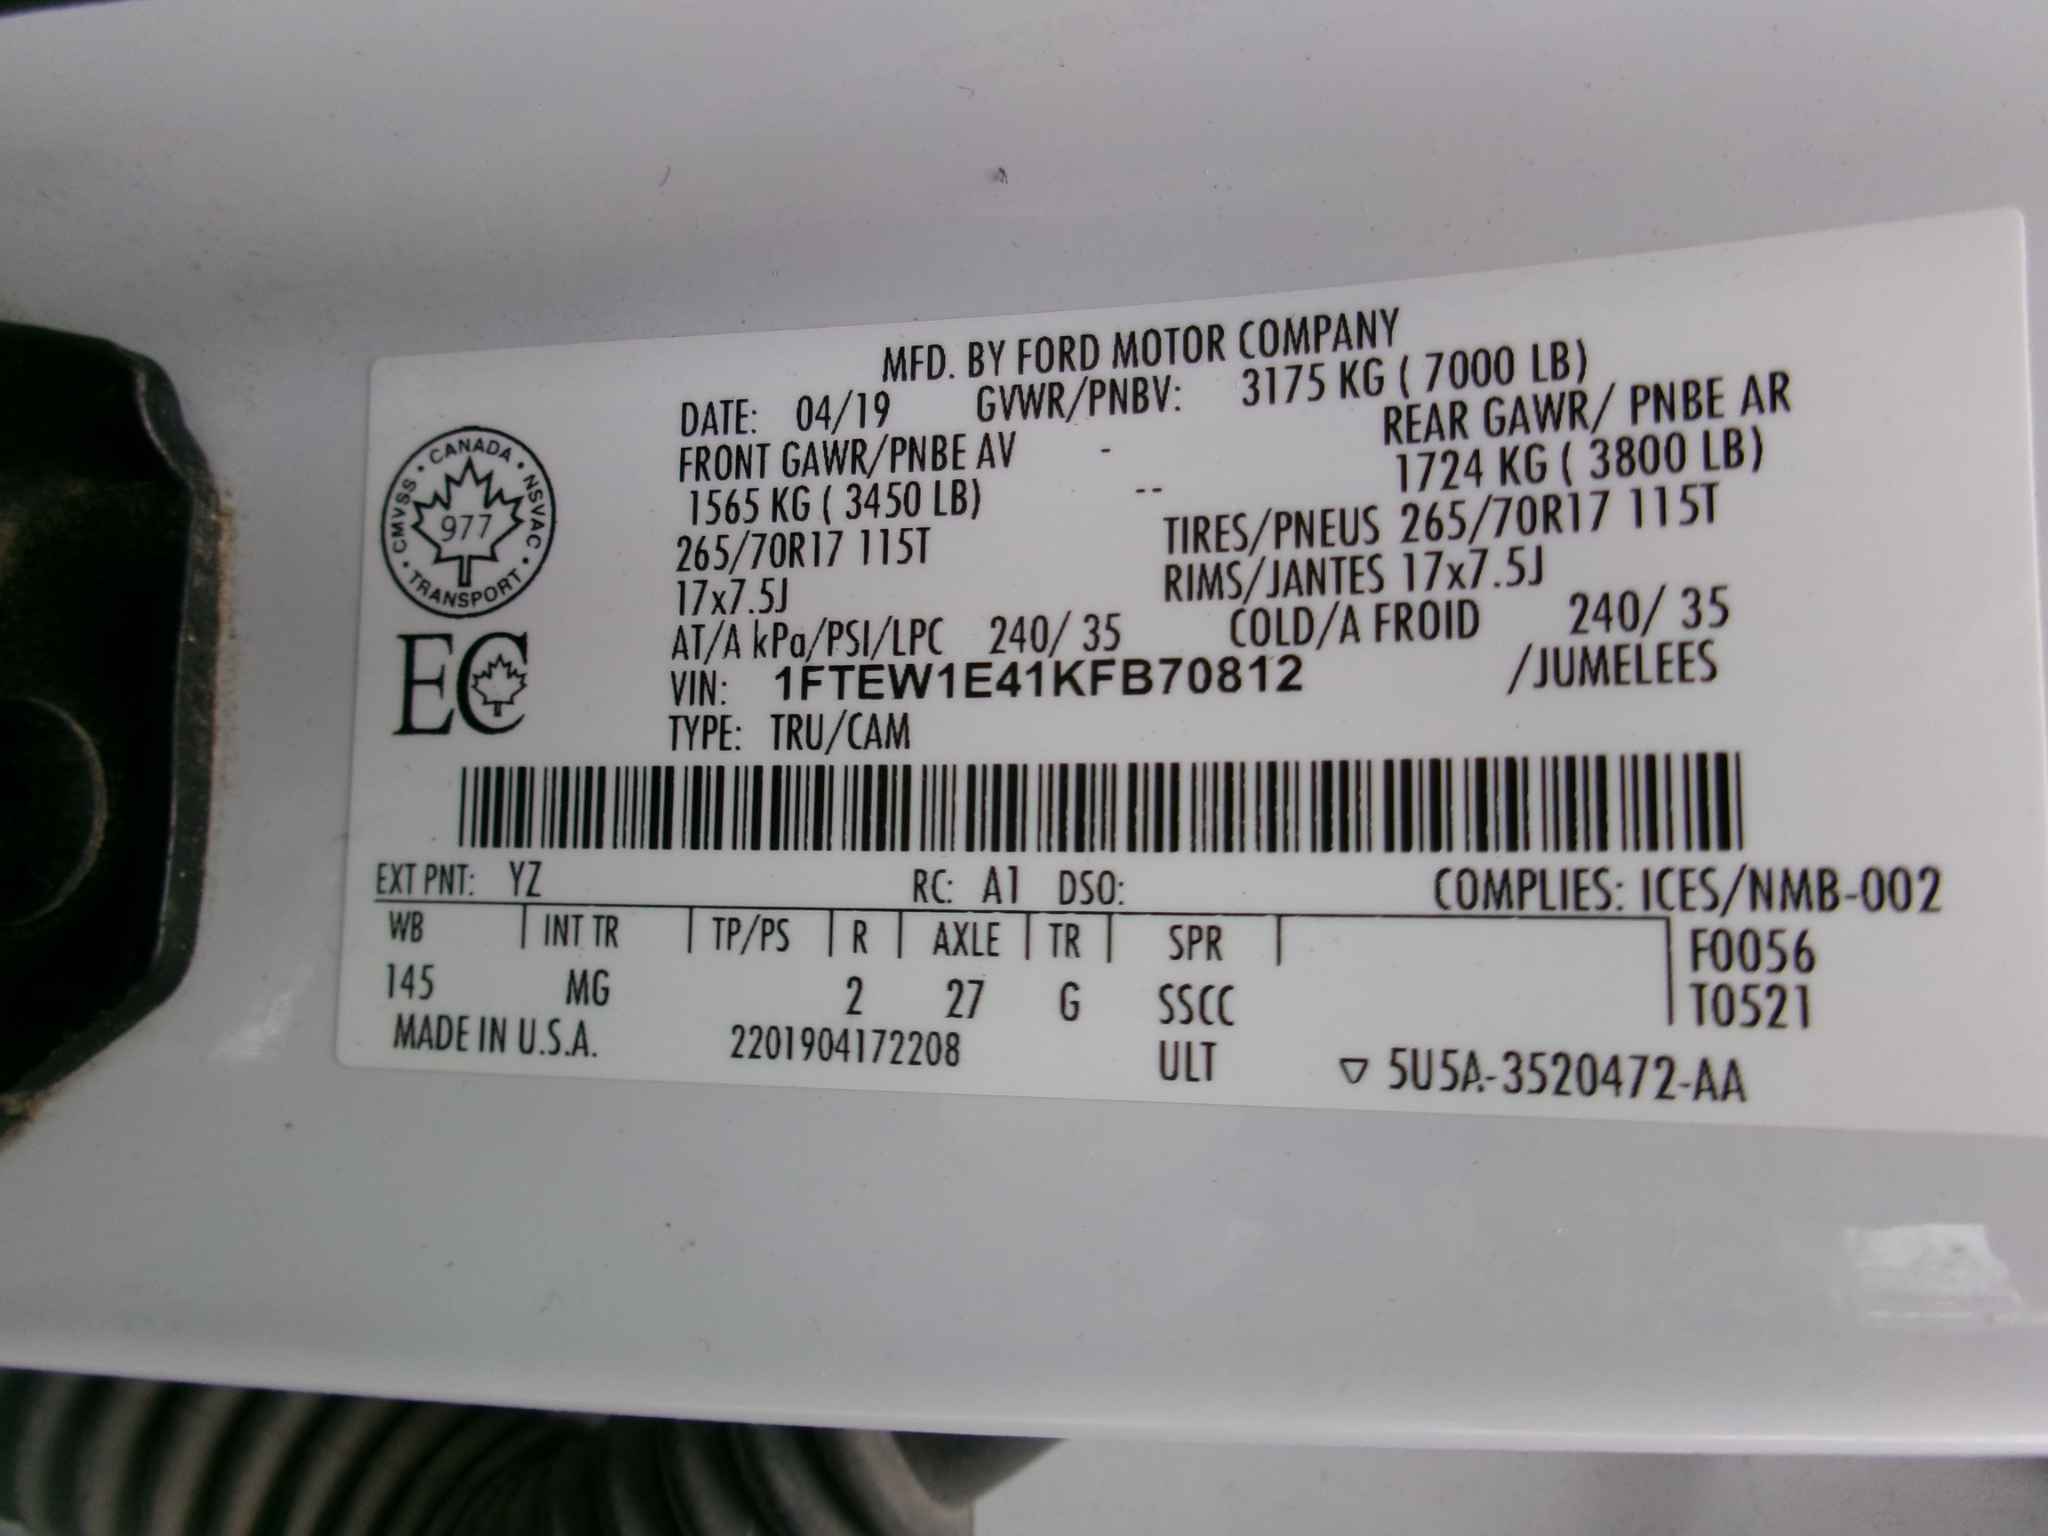 MFD. BY FORD MOTOR COMPANY
DATE: 04/19 GVWR/PNBV: 3175 KG ( 7000 LB)
FRONT GAWR/PNBE AV - REAR GAWR/ PNBE AR
1565 KG ( 3450 LB) -- 1724 KG ( 3800 LB)
265/70R17 115T TIRES/PNEUS 265/70R17 115T
17x7.5J RIMS/JANTES 17x7.5J
AT/A kPa/PSI/LPC 240/ 35 COLD/A FROID 240/ 35
VIN: 1FTEW1E41KFB70812 /JUMELEES
TYPE: TRU/CAM
CANADA
CMVSS NSVAC
977
TRANSPORT
EC
EXT PNT: YZ RC: A1 DSO: COMPLIES: ICES/NMB-002
WB | INT TR | TP/PS | R | AXLE | TR | SPR | F0056
145 MG 2 27 G SSCC T0521
MADE IN U.S.A. 2201904172208 ULT ▽ 5U5A-3520472-AA